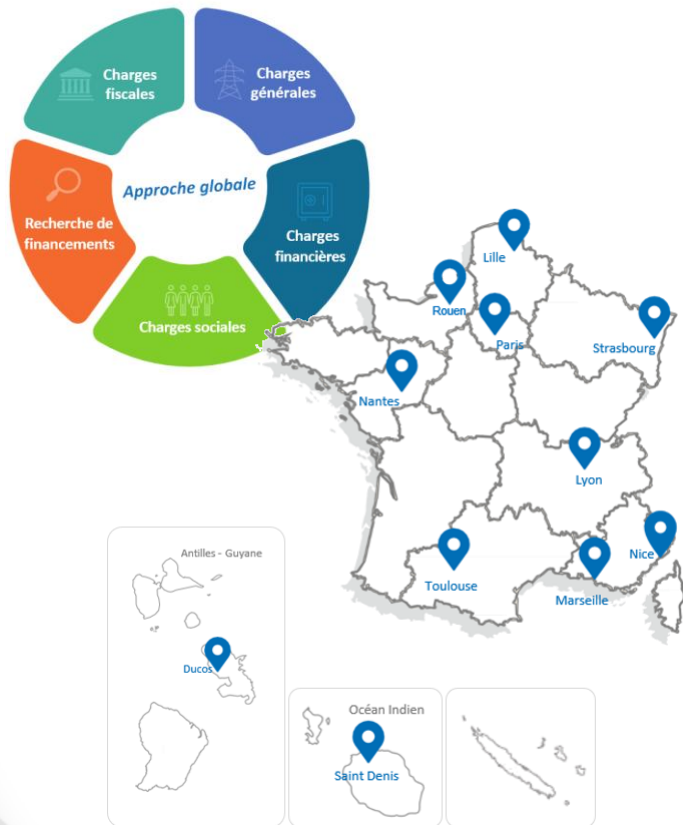 Charges
fiscales
Charges
générales
Recherche de
financements
Approche globale
Charges
financières
Charges sociales
Lille
Rouen
Paris
Strasbourg
Nantes
Lyon
Nice
Toulouse
Marseille
Antilles - Guyane
Ducos
Océan Indien
Saint Denis